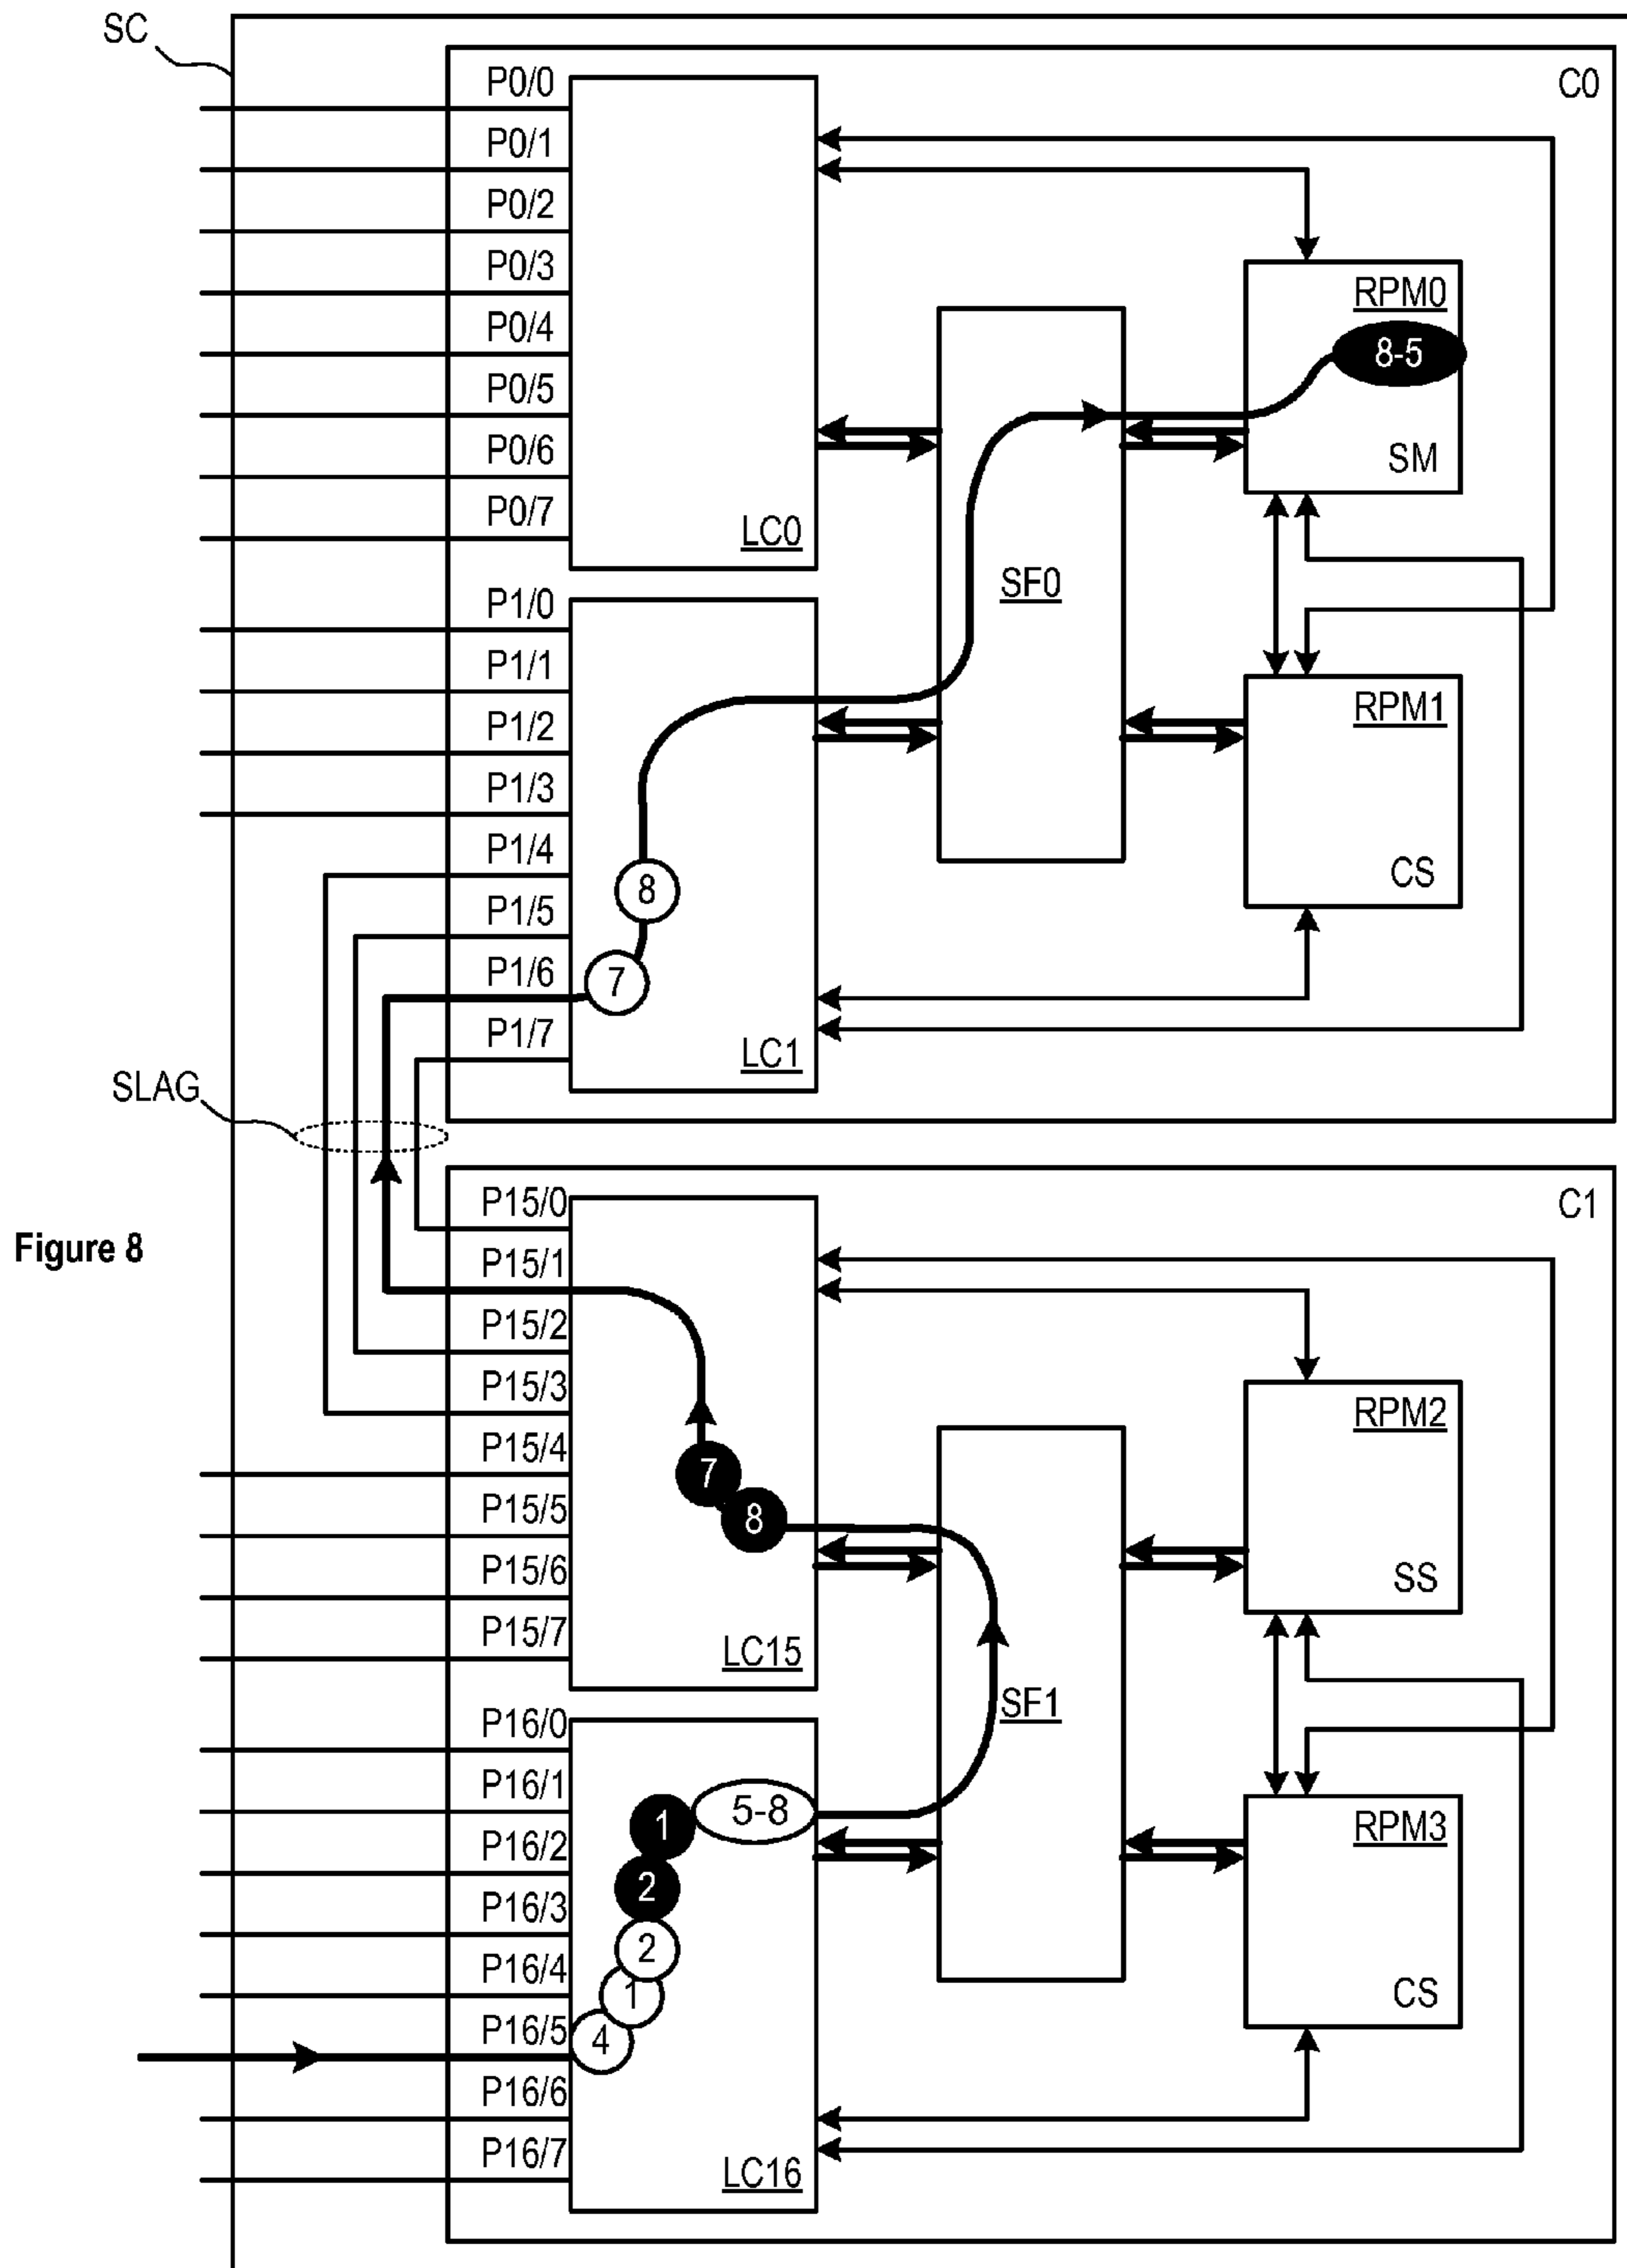 SC
C0
P0/0
P0/1
P0/2
P0/3
P0/4
P0/5
P0/6
P0/7
LC0
RPM0
8-5
SM
SF0
P1/0
P1/1
P1/2
P1/3
P1/4
P1/5
P1/6
P1/7
8
7
LC1
RPM1
CS
SLAG
Figure 8
C1
P15/0
P15/1
P15/2
P15/3
P15/4
P15/5
P15/6
P15/7
7
8
LC15
RPM2
SS
SF1
P16/0
P16/1
P16/2
P16/3
P16/4
P16/5
P16/6
P16/7
1
5-8
2
2
1
4
LC16
RPM3
CS